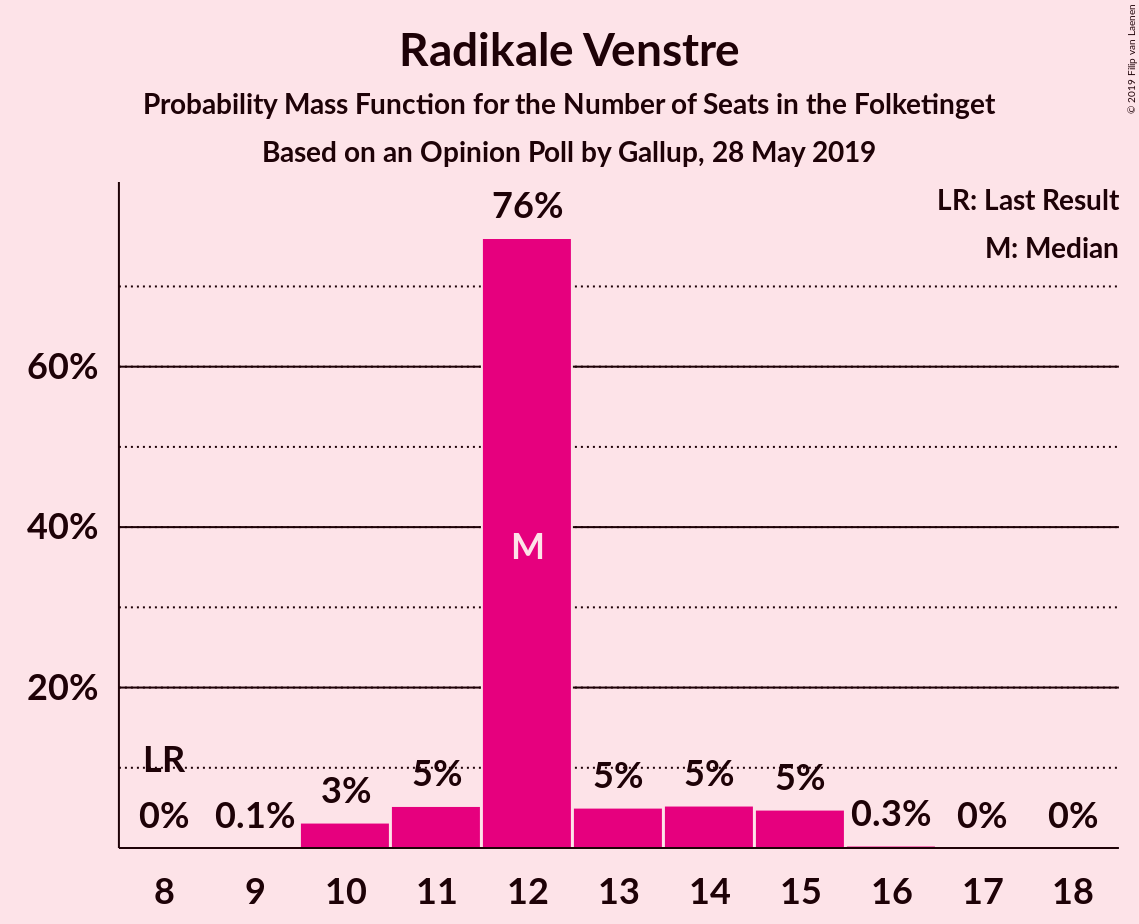 Radikale Venstre
Probability Mass Function for the Number of Seats in the Folketinget
Based on an Opinion Poll by Gallup, 28 May 2019
© 2019 Filip van Laenen
LR: Last Result
M: Median
76%
60%
40%
20%
M
LR
0%
0.1%
3%
5%
5%
5%
5%
0.3%
0%
0%
8 9 10 11 12 13 14 15 16 17 18